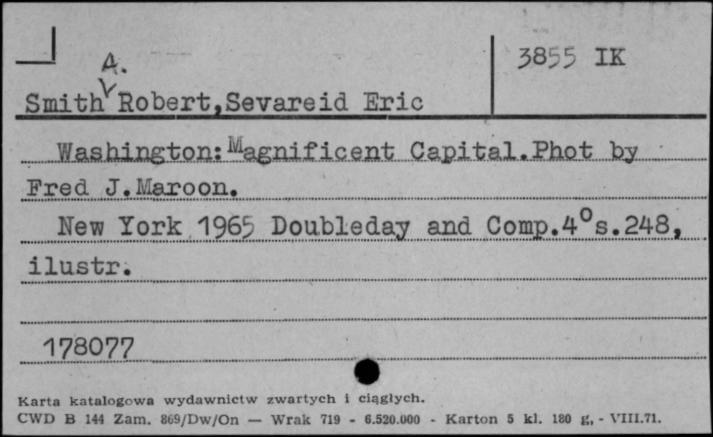 3855 IK
Smith A. Robert,Sevareid Eric
Washington:Magnificent Capital.Phot by
Fred J.Maroon.
New York 1965 Doubleday and Comp.4°s.248,
ilustr.
178077
Karta katalogowa wydawnictw zwartych i ciągłych.
CWD B 144 Zam. 869/Dw/On — Wrak 719 - 6.520.000 - Karton 5 kl. 180 g, - VIII.71.